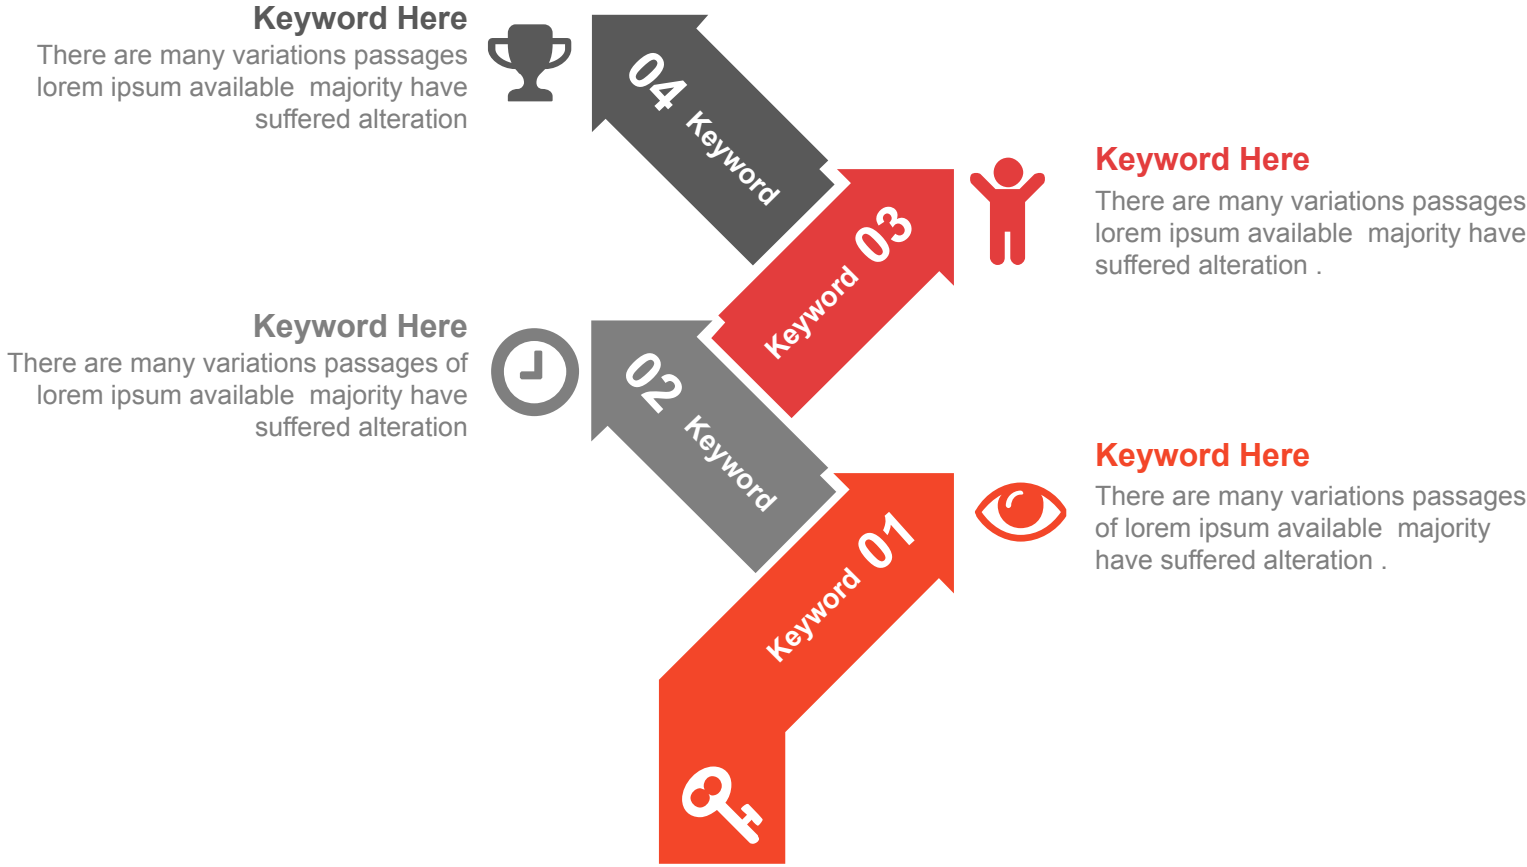 Keyword Here
There are many variations passages
lorem ipsum available  majority have
suffered alteration
04 Keyword
Keyword Here
There are many variations passages
lorem ipsum available  majority have
suffered alteration .
Keyword 03
Keyword Here
There are many variations passages of
lorem ipsum available  majority have
suffered alteration
02 Keyword
Keyword Here
There are many variations passages
of lorem ipsum available  majority
have suffered alteration .
Keyword 01